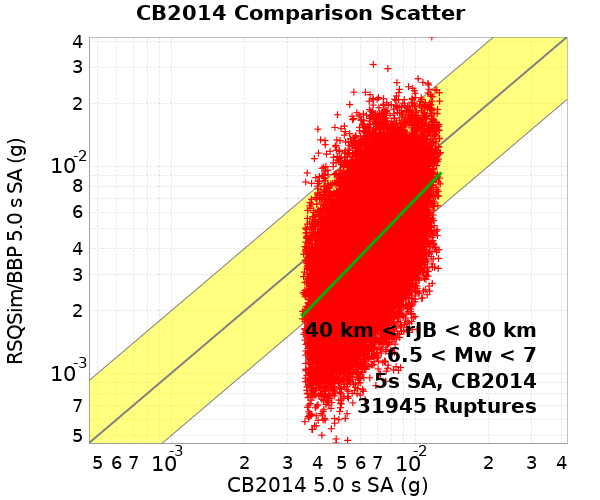 CB2014 Comparison Scatter
RSQSim/BBP 5.0 s SA (g)
4
3
2
10-2
8
6
4
3
2
10-3
7
5
40 km < rJB < 80 km
6.5 < Mw < 7
5s SA, CB2014
31945 Ruptures
5 6 7 10-3 2 3 4 5 6 7 10-2 2 3 4
CB2014 5.0 s SA (g)